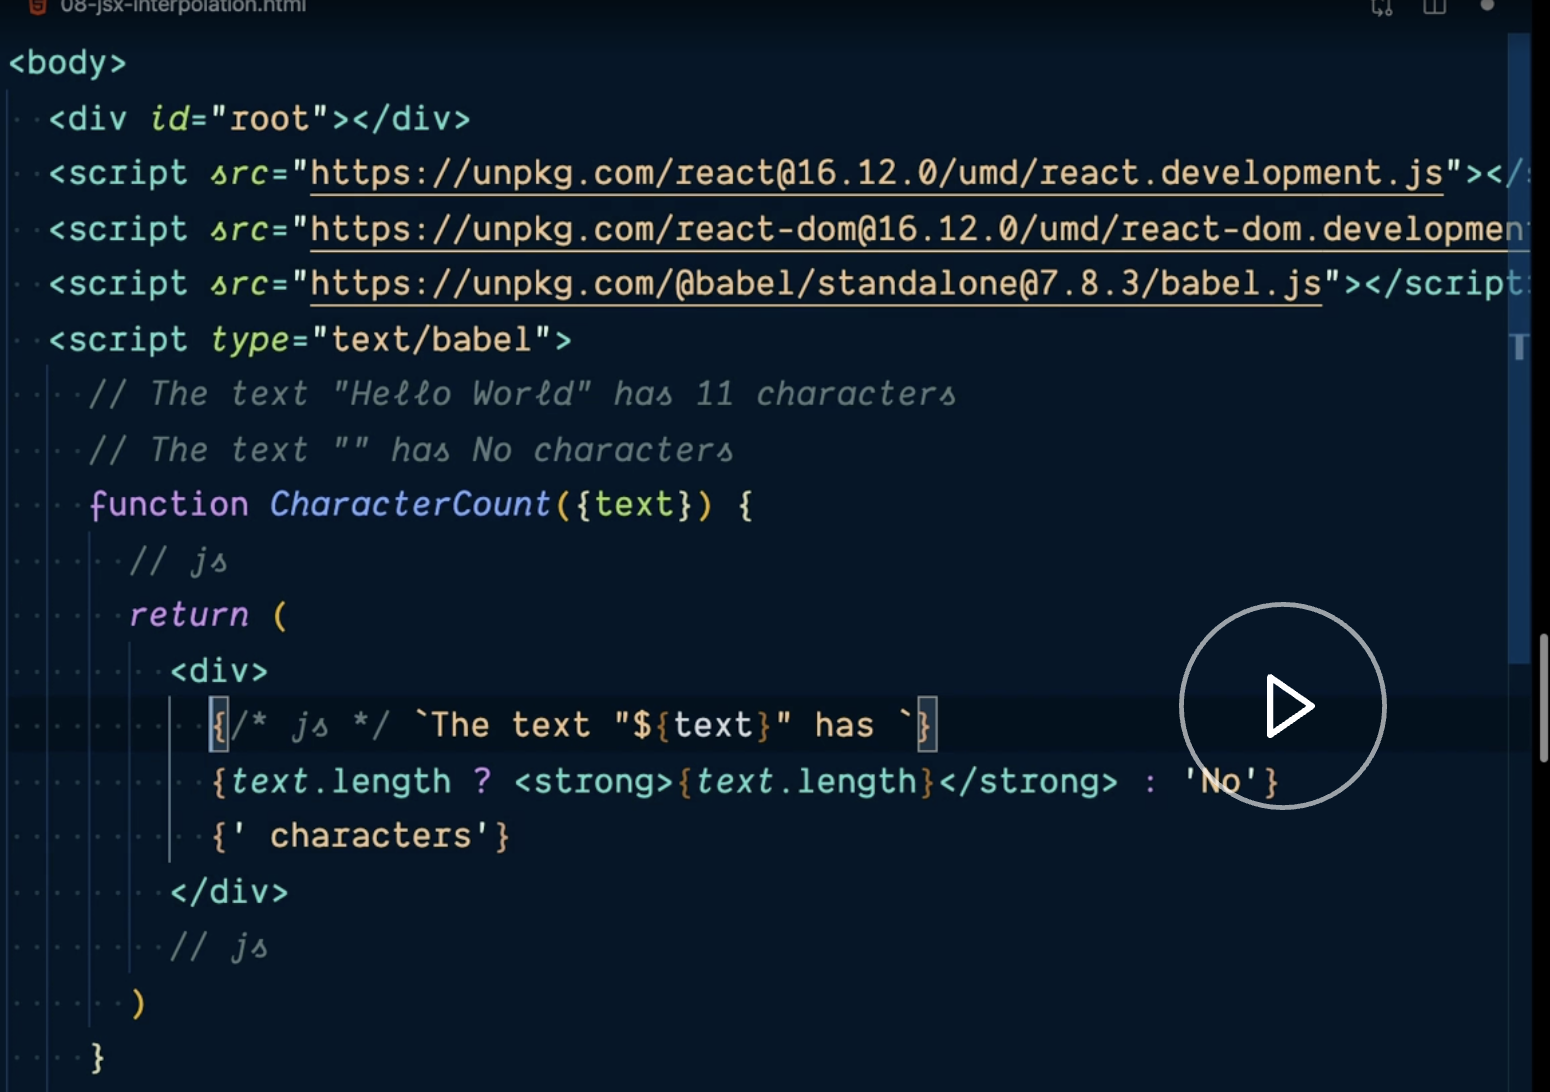 08-jsx-interpolation.html
<body>
<div id="root"></div>
<script src="https://unpkg.com/react@16.12.0/umd/react.development.js"></
<script src="https://unpkg.com/react-dom@16.12.0/umd/react-dom.developmen
<script src="https://unpkg.com/@babel/standalone@7.8.3/babel.js"></script
<script type="text/babel">
// The text "Hello World" has 11 characters
// The text "" has No characters
function CharacterCount({text}) {
// js
return (
<div>
{/* js */ `The text "${text}" has `}
{text.length ? <strong>{text.length}</strong> : 'No'}
{' characters'}
</div>
// js
)
}